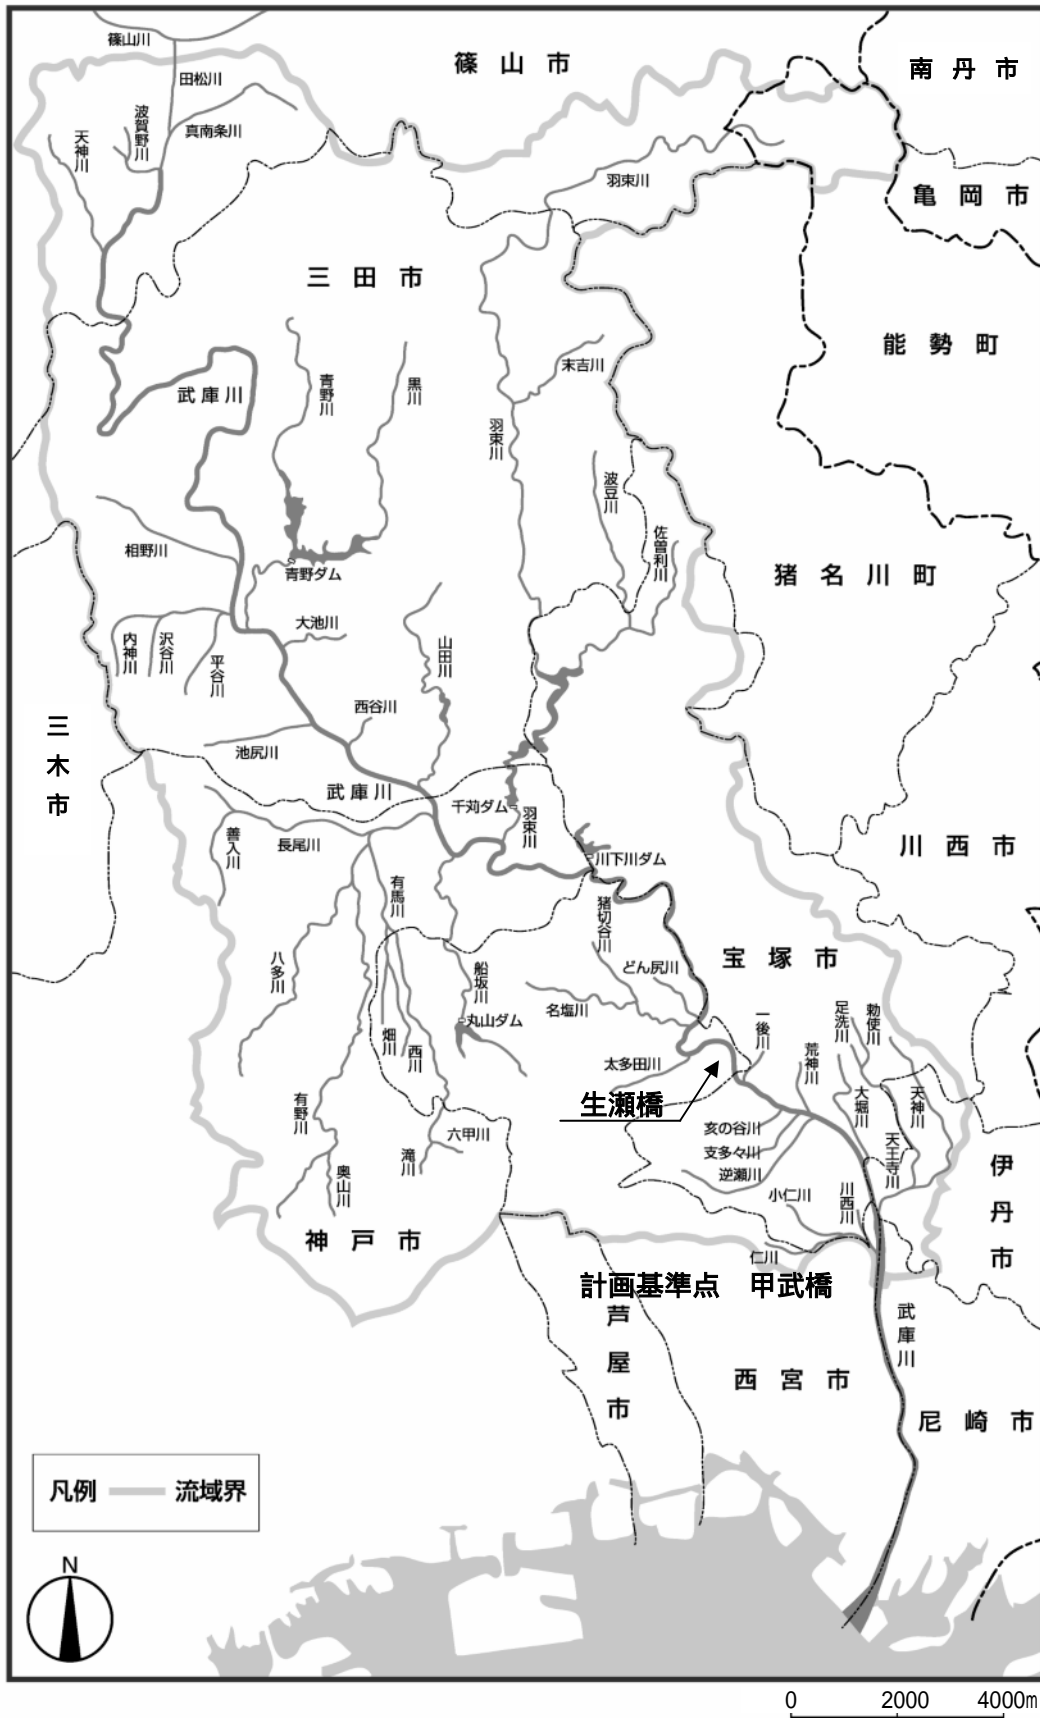 篠山川
篠山市
南丹市
田松川
波賀野川
真南条川
天神川
羽束川
亀岡市
三田市
能勢町
武庫川
青野川
黒川
末吉川
羽束川
波豆川
佐曽利川
相野川
青野ダム
猪名川町
大池川
内神川
沢谷川
平谷川
山田川
西谷川
三木市
池尻川
武庫川
千苅ダム
羽束川
善入川
長尾川
川下川ダム
川西市
有馬川
猪切谷川
八多川
船坂川
どん尻川
宝塚市
名塩川
丸山ダム
畑川
西川
一後川
足洗川
勅使川
荒神川
太多田川
生瀬橋
大堀川
天神川
有野川
六甲川
滝川
亥の谷川
支多々川
逆瀬川
天王寺川
奥山川
小仁川
川西川
伊丹市
神戸市
仁川
計画基準点 甲武橋
芦屋市
武庫川
西宮市
尼崎市
凡例 流域界
N
0 2000 4000m